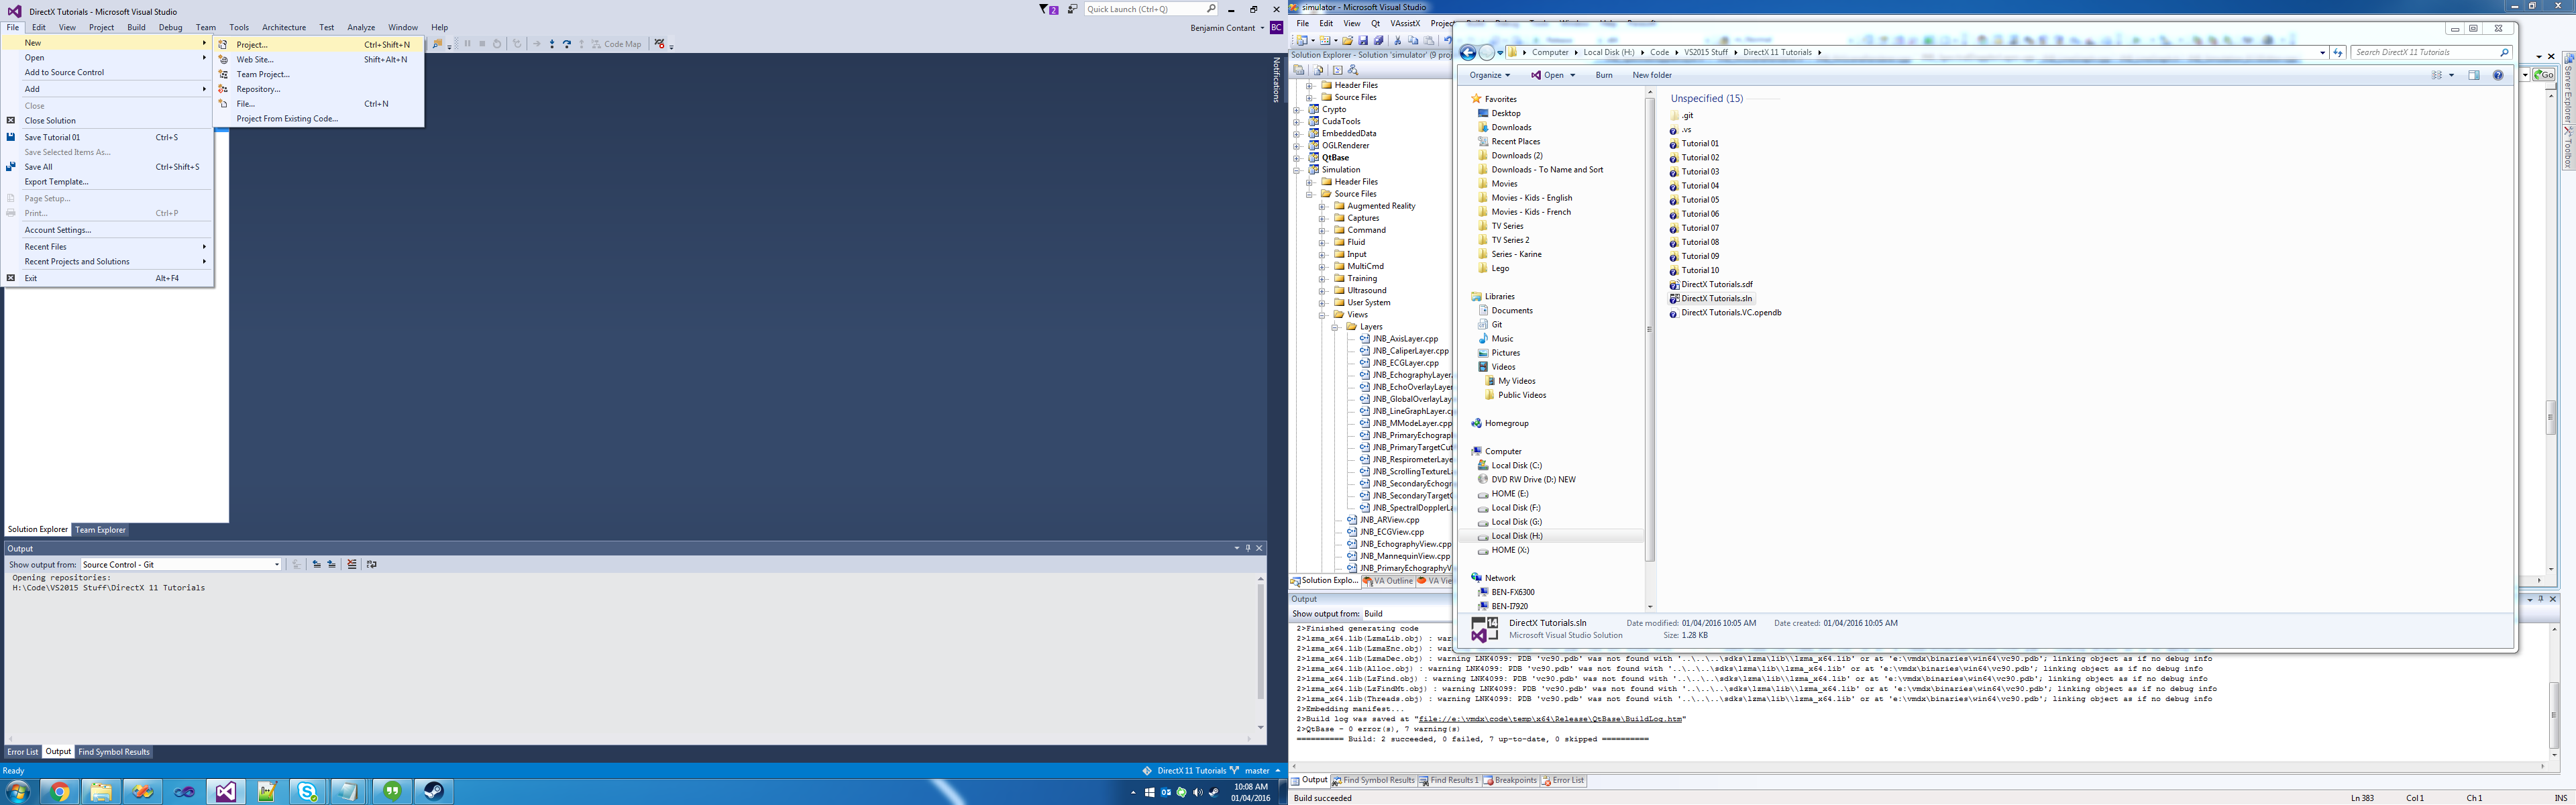 DirectX Tutorials - Microsoft Visual Studio
2
Quick Launch (Ctrl+Q)
File Edit View Project Build Debug Team Tools Architecture Test Analyze Window Help
Benjamin Contant BC
New
Open
Add to Source Control
Add
Close
Close Solution
Save Tutorial 01 Ctrl+S
Save Selected Items As...
Save All Ctrl+Shift+S
Export Template...
Page Setup...
Print... Ctrl+P
Account Settings...
Recent Files
Recent Projects and Solutions
Exit Alt+F4
Project... Ctrl+Shift+N
Web Site... Shift+Alt+N
Team Project...
Repository...
File... Ctrl+N
Project From Existing Code...
Code Map
Notifications
Solution Explorer Team Explorer
Output
Show output from: Source Control - Git
Opening repositories:
H:\Code\VS2015 Stuff\DirectX 11 Tutorials
Error List Output Find Symbol Results
Ready
DirectX 11 Tutorials master
10:08 AM
01/04/2016
simulator - Microsoft Visual Studio
File Edit View Qt VAssistX Project
Solution Explorer - Solution 'simulator' (9 proj
Header Files
Source Files
Crypto
CudaTools
EmbeddedData
OGLRenderer
QtBase
Simulation
Header Files
Source Files
Augmented Reality
Captures
Command
Fluid
Input
MultiCmd
Training
Ultrasound
User System
Views
Layers
JNB_AxisLayer.cpp
JNB_CaliperLayer.cpp
JNB_ECGLayer.cpp
JNB_EchographyLayer.
JNB_EchoOverlayLayer
JNB_GlobalOverlayLay
JNB_LineGraphLayer.cp
JNB_MModeLayer.cpp
JNB_PrimaryEchograph
JNB_PrimaryTargetCut
JNB_RespirometerLaye
JNB_ScrollingTextureLa
JNB_SecondaryEchogra
JNB_SecondaryTargetC
JNB_SpectralDopplerLa
JNB_ARView.cpp
JNB_ECGView.cpp
JNB_EchographyView.cpp
JNB_MannequinView.cpp
JNB_PrimaryEchographyV
Solution Explo... VA Outline VA Vie
Computer Local Disk (H:) Code VS2015 Stuff DirectX 11 Tutorials
Search DirectX 11 Tutorials
Organize Open Burn New folder
Favorites
Desktop
Downloads
Recent Places
Downloads (2)
Downloads - To Name and Sort
Movies
Movies - Kids - English
Movies - Kids - French
TV Series
TV Series 2
Series - Karine
Lego
Libraries
Documents
Git
Music
Pictures
Videos
My Videos
Public Videos
Homegroup
Computer
Local Disk (C:)
DVD RW Drive (D:) NEW
HOME (E:)
Local Disk (F:)
Local Disk (G:)
Local Disk (H:)
HOME (X:)
Network
BEN-FX6300
BEN-I7920
Unspecified (15)
.git
.vs
Tutorial 01
Tutorial 02
Tutorial 03
Tutorial 04
Tutorial 05
Tutorial 06
Tutorial 07
Tutorial 08
Tutorial 09
Tutorial 10
DirectX Tutorials.sdf
DirectX Tutorials.sln
DirectX Tutorials.VC.opendb
14
DirectX Tutorials.sln Date modified: 01/04/2016 10:05 AM Date created: 01/04/2016 10:05 AM
Microsoft Visual Studio Solution Size: 1.28 KB
Go
Server Explorer
Toolbox
Output
Show output from: Build
2>Finished generating code
2>lzma_x64.lib(LzmaLib.obj) : warn
2>lzma_x64.lib(LzmaEnc.obj) : warn
2>lzma_x64.lib(LzmaDec.obj) : warning LNK4099: PDB 'vc90.pdb' was not found with '..\..\..\sdks\lzma\lib\\lzma_x64.lib' or at 'e:\vmdx\binaries\win64\vc90.pdb'; linking object as if no debug info
2>lzma_x64.lib(Alloc.obj) : warning LNK4099: PDB 'vc90.pdb' was not found with '..\..\..\sdks\lzma\lib\\lzma_x64.lib' or at 'e:\vmdx\binaries\win64\vc90.pdb'; linking object as if no debug info
2>lzma_x64.lib(LzFind.obj) : warning LNK4099: PDB 'vc90.pdb' was not found with '..\..\..\sdks\lzma\lib\\lzma_x64.lib' or at 'e:\vmdx\binaries\win64\vc90.pdb'; linking object as if no debug info
2>lzma_x64.lib(LzFindMt.obj) : warning LNK4099: PDB 'vc90.pdb' was not found with '..\..\..\sdks\lzma\lib\\lzma_x64.lib' or at 'e:\vmdx\binaries\win64\vc90.pdb'; linking object as if no debug info
2>lzma_x64.lib(Threads.obj) : warning LNK4099: PDB 'vc90.pdb' was not found with '..\..\..\sdks\lzma\lib\\lzma_x64.lib' or at 'e:\vmdx\binaries\win64\vc90.pdb'; linking object as if no debug info
2>Embedding manifest...
2>Build log was saved at "file://e:\vmdx\code\temp\x64\Release\QtBase\BuildLog.htm"
2>QtBase - 0 error(s), 7 warning(s)
========== Build: 2 succeeded, 0 failed, 7 up-to-date, 0 skipped ==========
Output Find Symbol Results Find Results 1 Breakpoints Error List
Build succeeded Ln 383 Col 1 Ch 1 INS